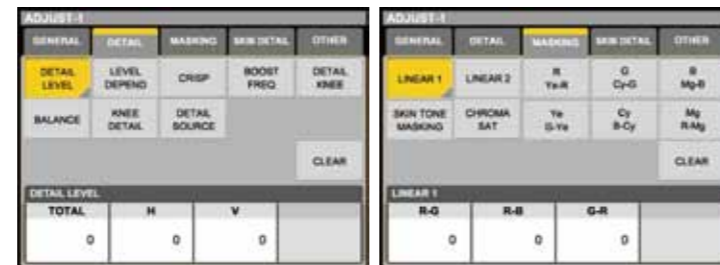 ADJUST-1
GENERAL DETAIL MASKING SKIN DETAIL OTHER
DETAIL LEVEL
LEVEL DEPEND
CRISP
BOOST FREQ
DETAIL KNEE
BALANCE
KNEE DETAIL
DETAIL SOURCE
CLEAR
DETAIL LEVEL
TOTAL H V
0 0 0
ADJUST-1
GENERAL DETAIL MASKING SKIN DETAIL OTHER
LINEAR 1
LINEAR 2
R Ye-R
G Cy-G
B Mg-B
SKIN TONE MASKING
CHROMA SAT
Ye G-Ye
Cy B-Cy
Mg R-Mg
CLEAR
LINEAR 1
R-G R-B G-R
0 0 0